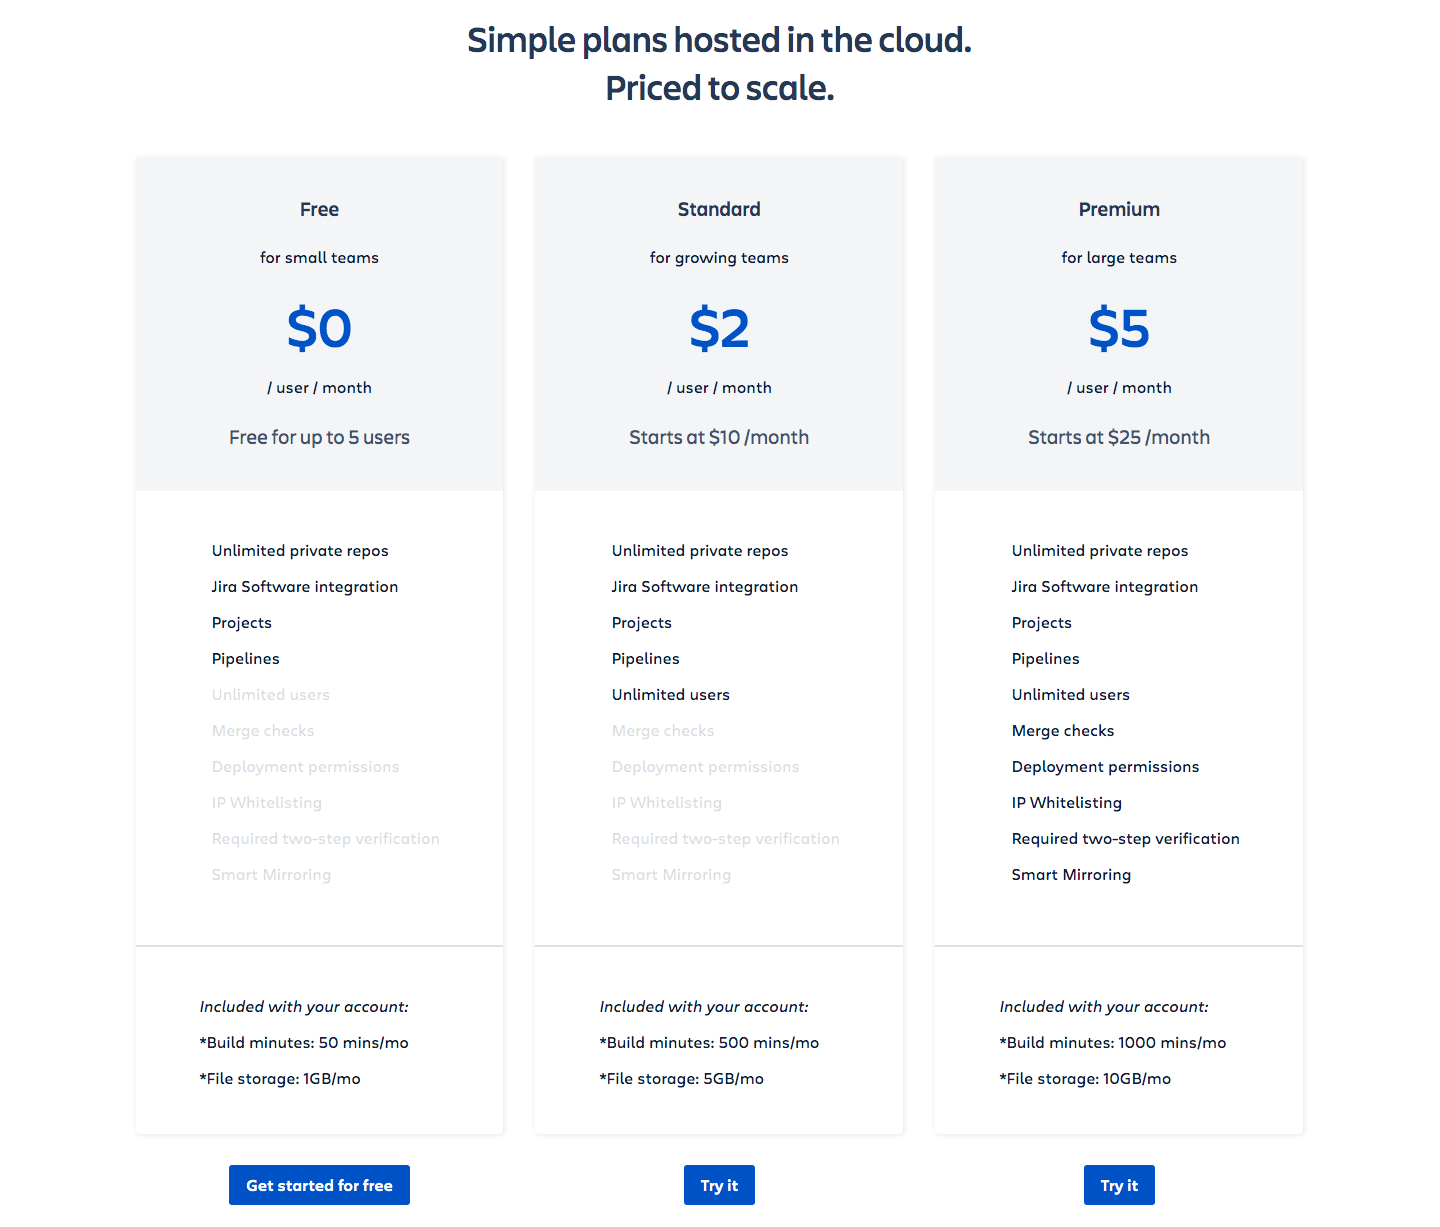 Simple plans hosted in the cloud.
Priced to scale.
Free
for small teams
$0
/ user / month
Free for up to 5 users
Unlimited private repos
Jira Software integration
Projects
Pipelines
Unlimited users
Merge checks
Deployment permissions
IP Whitelisting
Required two-step verification
Smart Mirroring
Included with your account:
*Build minutes: 50 mins/mo
*File storage: 1GB/mo
Get started for free
Standard
for growing teams
$2
/ user / month
Starts at $10 /month
Unlimited private repos
Jira Software integration
Projects
Pipelines
Unlimited users
Merge checks
Deployment permissions
IP Whitelisting
Required two-step verification
Smart Mirroring
Included with your account:
*Build minutes: 500 mins/mo
*File storage: 5GB/mo
Try it
Premium
for large teams
$5
/ user / month
Starts at $25 /month
Unlimited private repos
Jira Software integration
Projects
Pipelines
Unlimited users
Merge checks
Deployment permissions
IP Whitelisting
Required two-step verification
Smart Mirroring
Included with your account:
*Build minutes: 1000 mins/mo
*File storage: 10GB/mo
Try it